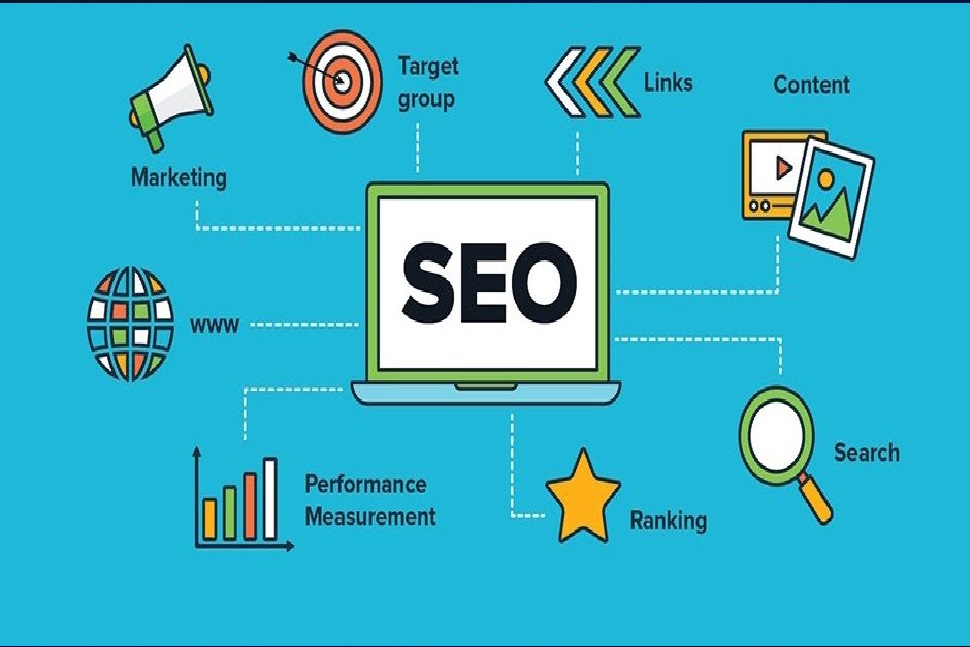 Target
group
Links
Content
Marketing
SEO
www
Search
Performance
Measurement
Ranking